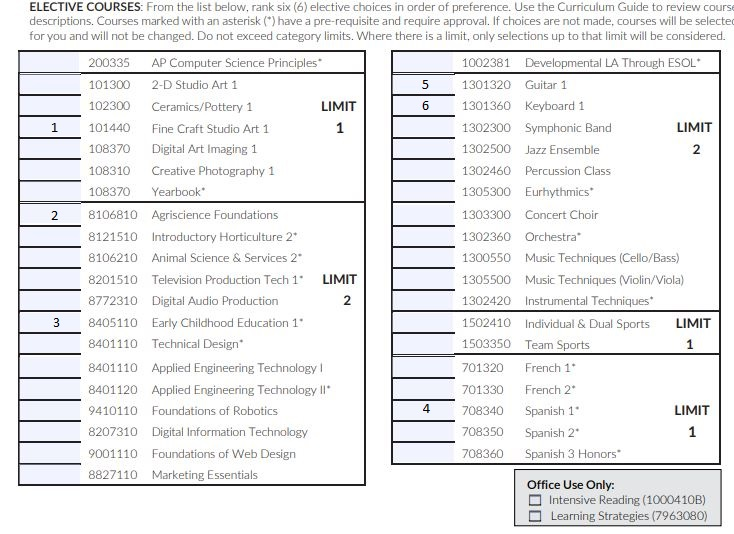 ELECTIVE COURSES: From the list below, rank six (6) elective choices in order of preference. Use the Curriculum Guide to review course
descriptions. Courses marked with an asterisk (*) have a pre-requisite and require approval. If choices are not made, courses will be selected
for you and will not be changed. Do not exceed category limits. Where there is a limit, only selections up to that limit will be considered.
200335 AP Computer Science Principles*
101300 2-D Studio Art 1
102300 Ceramics/Pottery 1 LIMIT
1 101440 Fine Craft Studio Art 1 1
108370 Digital Art Imaging 1
108310 Creative Photography 1
108370 Yearbook*
2 8106810 Agriscience Foundations
8121510 Introductory Horticulture 2*
8106210 Animal Science & Services 2*
8201510 Television Production Tech 1* LIMIT
8772310 Digital Audio Production 2
3 8405110 Early Childhood Education 1*
8401110 Technical Design*
8401110 Applied Engineering Technology I
8401120 Applied Engineering Technology II*
9410110 Foundations of Robotics
8207310 Digital Information Technology
9001110 Foundations of Web Design
8827110 Marketing Essentials
1002381 Developmental LA Through ESOL*
5 1301320 Guitar 1
6 1301360 Keyboard 1
1302300 Symphonic Band LIMIT
1302500 Jazz Ensemble 2
1302460 Percussion Class
1305300 Eurhythmics*
1303300 Concert Choir
1302360 Orchestra*
1300550 Music Techniques (Cello/Bass)
1305500 Music Techniques (Violin/Viola)
1302420 Instrumental Techniques*
1502410 Individual & Dual Sports LIMIT
1503350 Team Sports 1
701320 French 1*
701330 French 2*
4 708340 Spanish 1* LIMIT
708350 Spanish 2* 1
708360 Spanish 3 Honors*
Office Use Only:
Intensive Reading (1000410B)
Learning Strategies (7963080)